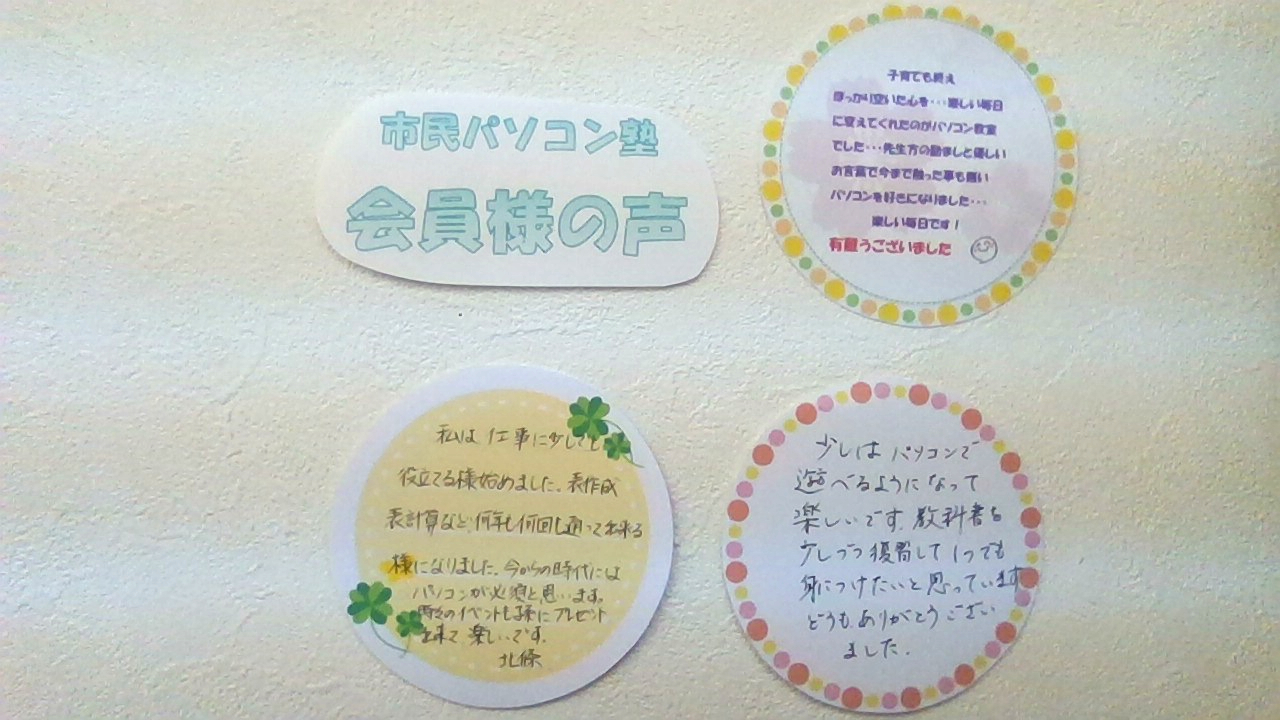 市民パソコン塾
会員様の声
子育ても終え
ぽっかり空いた心を・・・楽しい毎日
に変えてくれたのがパソコン教室
でした・・・先生方の励ましと優しい
お言葉で今まで触った事も無い
パソコンを好きになりました・・・
楽しい毎日です！
有難うございました
私は仕事に少しでも
役立てる様始めました。表作成
表計算など、何年も何回も通って出来る
様になりました。今からの時代には
パソコンが必須と思います。
時々のイベントも孫にプレゼント
出来て楽しいです。
北條
少しはパソコンで
遊べるようになって
楽しいです。教科書を
少しづつ復習して1つでも
身につけたいと思っています
どうもありがとうござい
ました.